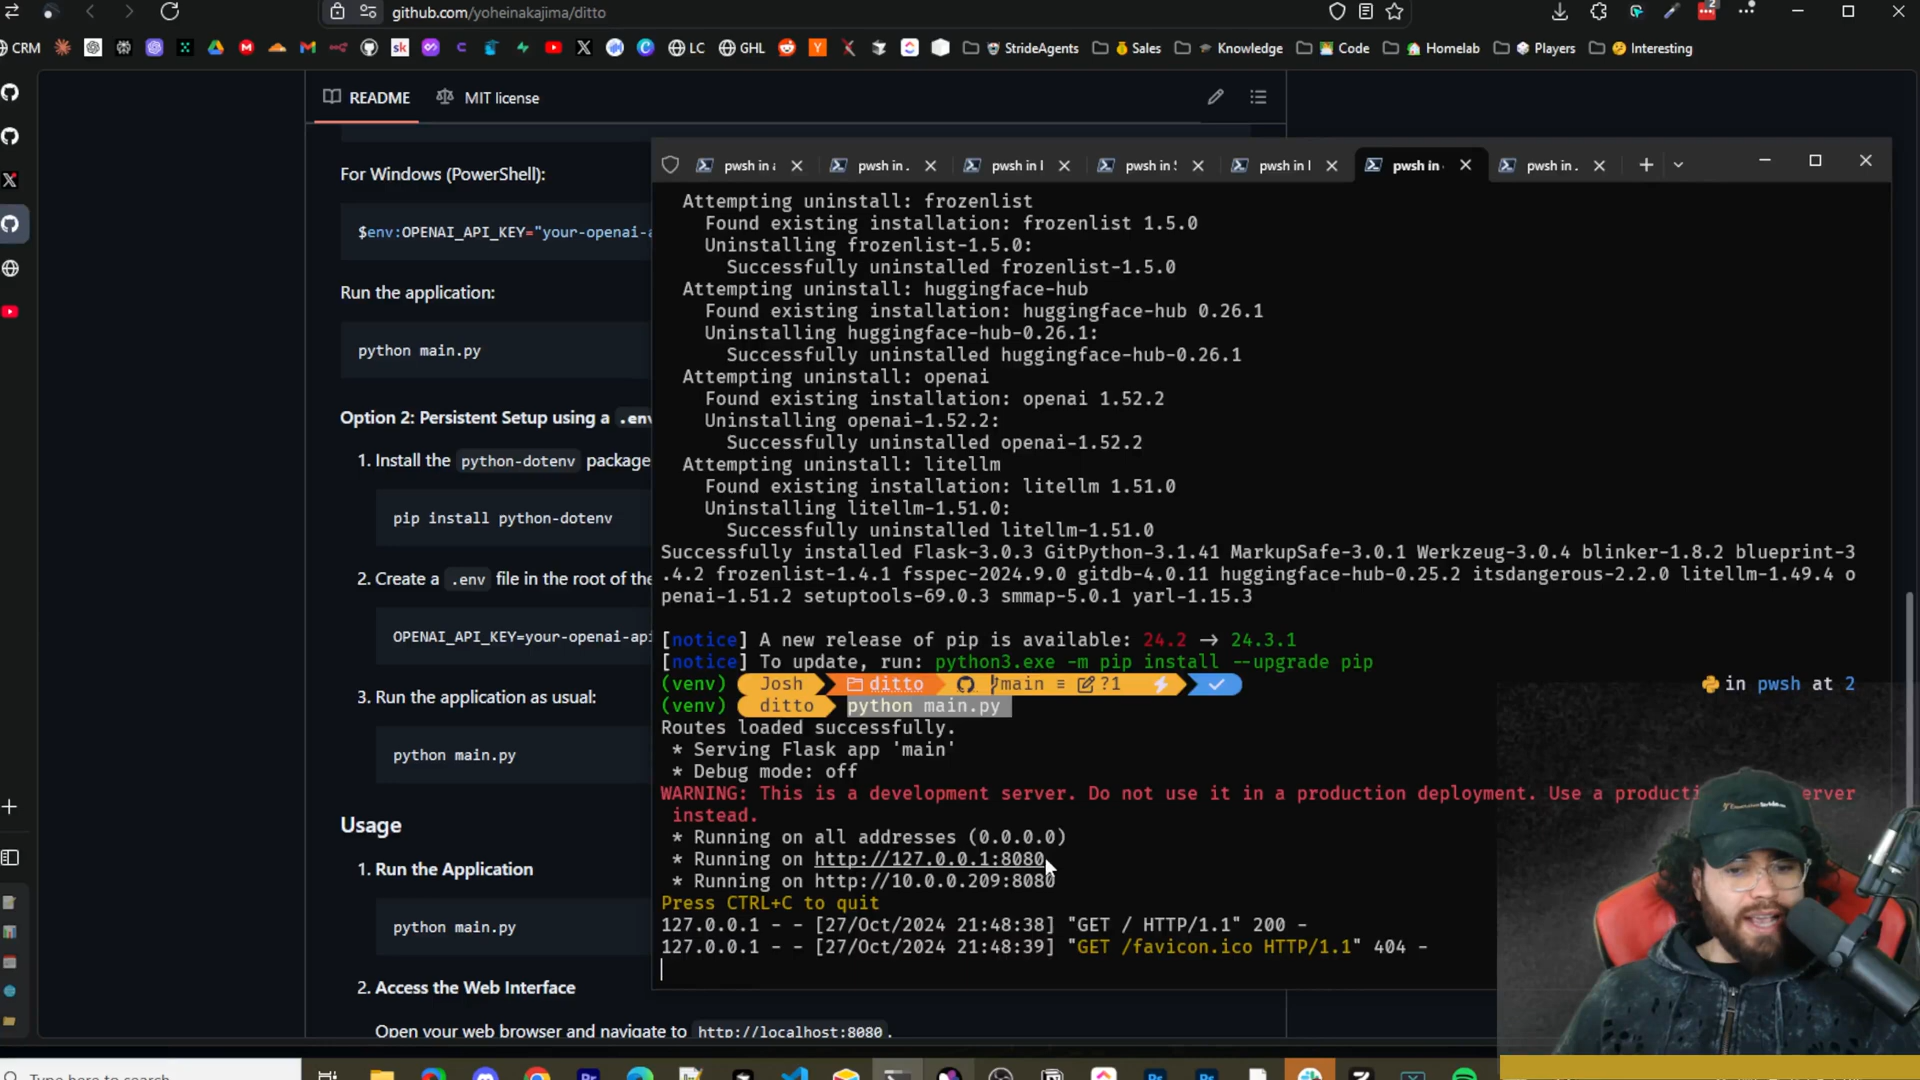 github.com/yoheinakajima/ditto
2
CRM
sk
LC
GHL
StrideAgents
Sales
Knowledge
Code
Homelab
Players
Interesting
README
MIT license
For Windows (PowerShell):
$env:OPENAI_API_KEY="your-openai-a
Run the application:
python main.py
Option 2: Persistent Setup using a .env
1. Install the python-dotenv package
pip install python-dotenv
2. Create a .env file in the root of the
OPENAI_API_KEY=your-openai-api
3. Run the application as usual:
python main.py
Usage
1. Run the Application
python main.py
2. Access the Web Interface
Open your web browser and navigate to http://localhost:8080.
pwsh in
pwsh in .
pwsh in
pwsh in
pwsh in
pwsh in
pwsh in .
Attempting uninstall: frozenlist
Found existing installation: frozenlist 1.5.0
Uninstalling frozenlist-1.5.0:
Successfully uninstalled frozenlist-1.5.0
Attempting uninstall: huggingface-hub
Found existing installation: huggingface-hub 0.26.1
Uninstalling huggingface-hub-0.26.1:
Successfully uninstalled huggingface-hub-0.26.1
Attempting uninstall: openai
Found existing installation: openai 1.52.2
Uninstalling openai-1.52.2:
Successfully uninstalled openai-1.52.2
Attempting uninstall: litellm
Found existing installation: litellm 1.51.0
Uninstalling litellm-1.51.0:
Successfully uninstalled litellm-1.51.0
Successfully installed Flask-3.0.3 GitPython-3.1.41 MarkupSafe-3.0.1 Werkzeug-3.0.4 blinker-1.8.2 blueprint-3
.4.2 frozenlist-1.4.1 fsspec-2024.9.0 gitdb-4.0.11 huggingface-hub-0.25.2 itsdangerous-2.2.0 litellm-1.49.4 o
penai-1.51.2 setuptools-69.0.3 smmap-5.0.1 yarl-1.15.3
[notice] A new release of pip is available: 24.2 → 24.3.1
[notice] To update, run: python3.exe -m pip install --upgrade pip
(venv) Josh ditto main ≡ ?1 in pwsh at 2
(venv) ditto python main.py
Routes loaded successfully.
* Serving Flask app 'main'
* Debug mode: off
WARNING: This is a development server. Do not use it in a production deployment. Use a producti erver
instead.
* Running on all addresses (0.0.0.0)
* Running on http://127.0.0.1:8080
* Running on http://10.0.0.209:8080
Press CTRL+C to quit
127.0.0.1 - - [27/Oct/2024 21:48:38] "GET / HTTP/1.1" 200 -
127.0.0.1 - - [27/Oct/2024 21:48:39] "GET /favicon.ico HTTP/1.1" 404 -
Type here to search